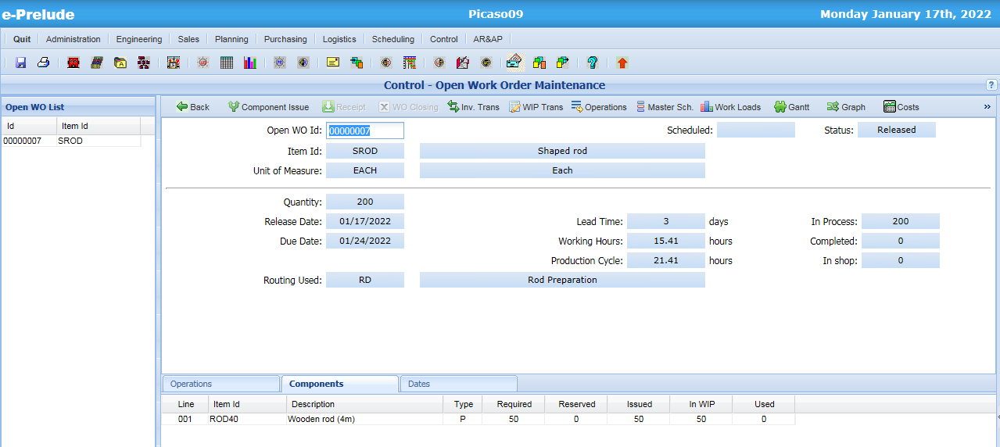 e-Prelude Picaso09 Monday January 17th, 2022
Quit Administration Engineering Sales Planning Purchasing Logistics Scheduling Control AR&AP
Control - Open Work Order Maintenance ?
Open WO List
Id Item Id
00000007 SROD
Back Component Issue Receipt WO Closing Inv. Trans WIP Trans Operations Master Sch. Work Loads Gantt Graph Costs »
Open WO Id: 00000007 Scheduled: Status: Released
Item Id: SROD Shaped rod
Unit of Measure: EACH Each
Quantity: 200
Release Date: 01/17/2022 Lead Time: 3 days In Process: 200
Due Date: 01/24/2022 Working Hours: 15.41 hours Completed: 0
Production Cycle: 21.41 hours In shop: 0
Routing Used: RD Rod Preparation
Operations Components Dates
Line Item Id Description Type Required Reserved Issued In WIP Used
001 ROD40 Wooden rod (4m) P 50 0 50 50 0